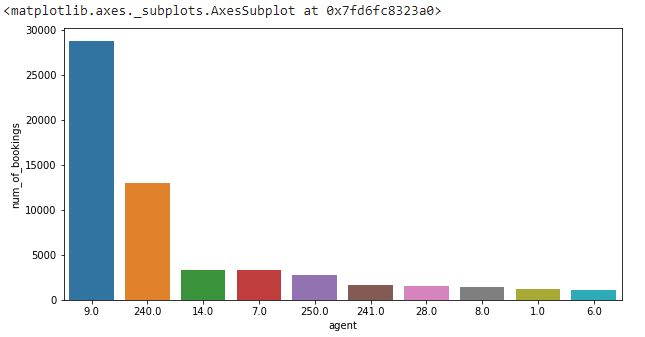 <matplotlib.axes._subplots.AxesSubplot at 0x7fd6fc8323a0>
30000
25000
20000
15000
10000
5000
0
num_of_bookings
9.0 240.0 14.0 7.0 250.0 241.0 28.0 8.0 1.0 6.0
agent